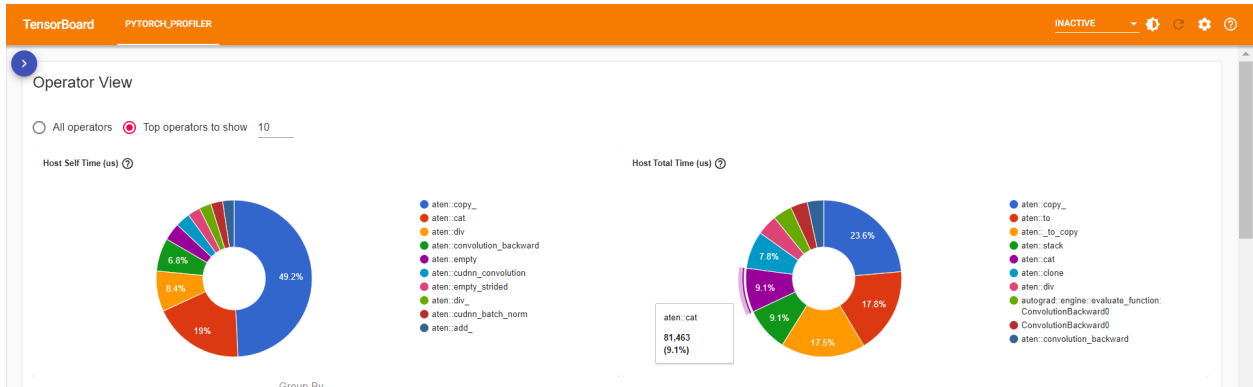 TensorBoard PYTORCH_PROFILER INACTIVE
Operator View
All operators Top operators to show 10
Host Self Time (us)
49.2%
19%
8.4%
6.8%
aten::copy_
aten::cat
aten::div
aten::convolution_backward
aten::empty
aten::cudnn_convolution
aten::empty_strided
aten::div_
aten::cudnn_batch_norm
aten::add_
Host Total Time (us)
23.6%
17.8%
17.5%
9.1%
9.1%
7.8%
aten::cat
81,463
(9.1%)
aten::copy_
aten::to
aten::_to_copy
aten::stack
aten::cat
aten::clone
aten::div
autograd::engine::evaluate_function:
ConvolutionBackward0
ConvolutionBackward0
aten::convolution_backward
Group By